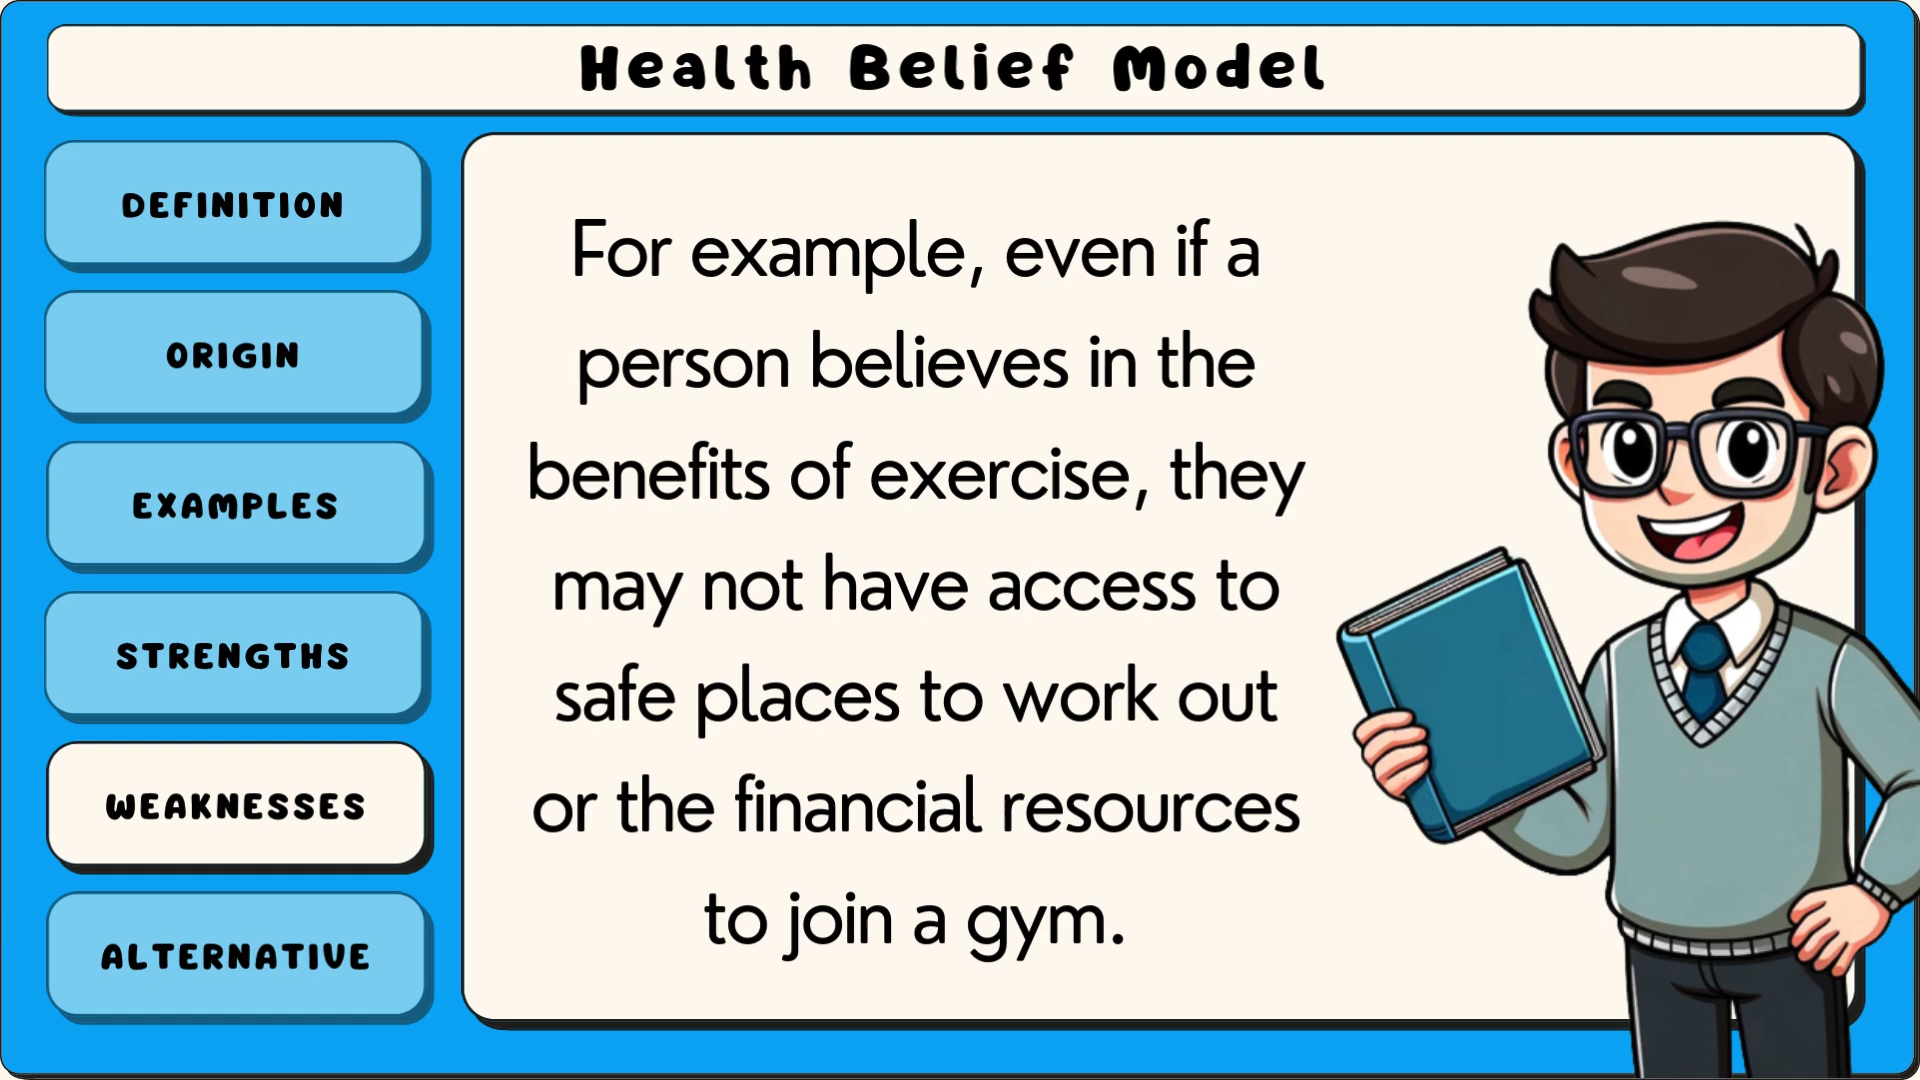 Health Belief Model
DEFINITION
ORIGIN
EXAMPLES
STRENGTHS
WEAKNESSES
ALTERNATIVE
For example, even if a
person believes in the
benefits of exercise, they
may not have access to
safe places to work out
or the financial resources
to join a gym.